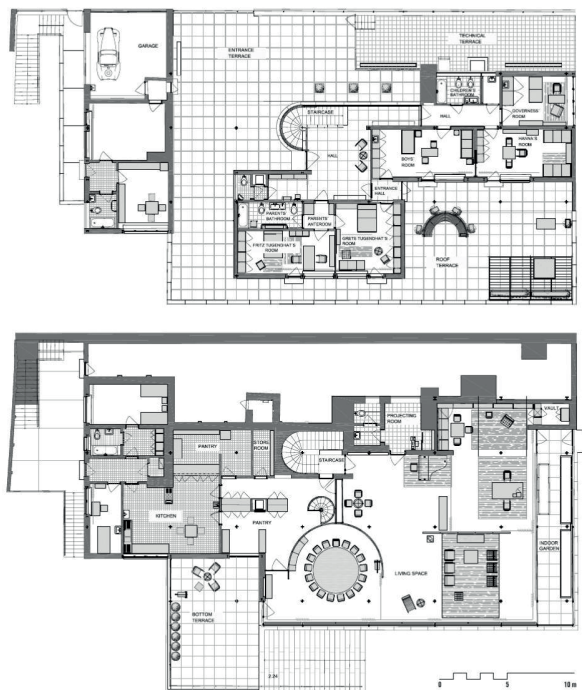 GARAGE
ENTRANCE
TERRACE
TECHNICAL
TERRACE
STAIRCASE
CHILDREN'S
BATHROOM
HALL
GOVERNESS
ROOM
HALL
BOYS'
ROOM
HANNA'S
ROOM
ENTRANCE
HALL
PARENTS'
BATHROOM
PARENTS'
ANTEROOM
FRITZ TUGENDHAT'S
ROOM
GRETE TUGENDHAT'S
ROOM
ROOF
TERRACE
PANTRY
STORE
ROOM
STAIRCASE
PROJECTING
ROOM
VAULT
KITCHEN
PANTRY
LIVING SPACE
INDOOR
GARDEN
BOTTOM
TERRACE
2.24
0 5 10 m